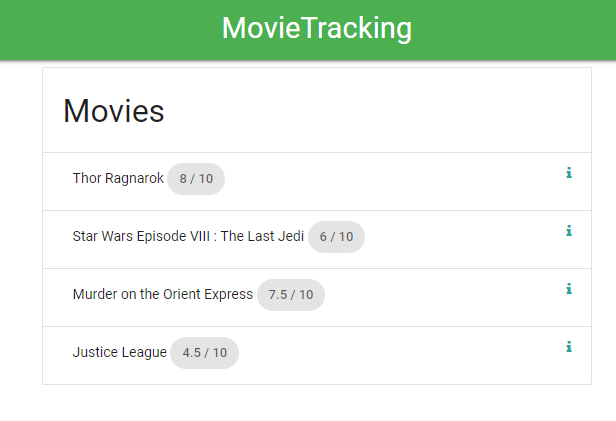 MovieTracking
Movies
Thor Ragnarok 8 / 10
Star Wars Episode VIII : The Last Jedi 6 / 10
Murder on the Orient Express 7.5 / 10
Justice League 4.5 / 10